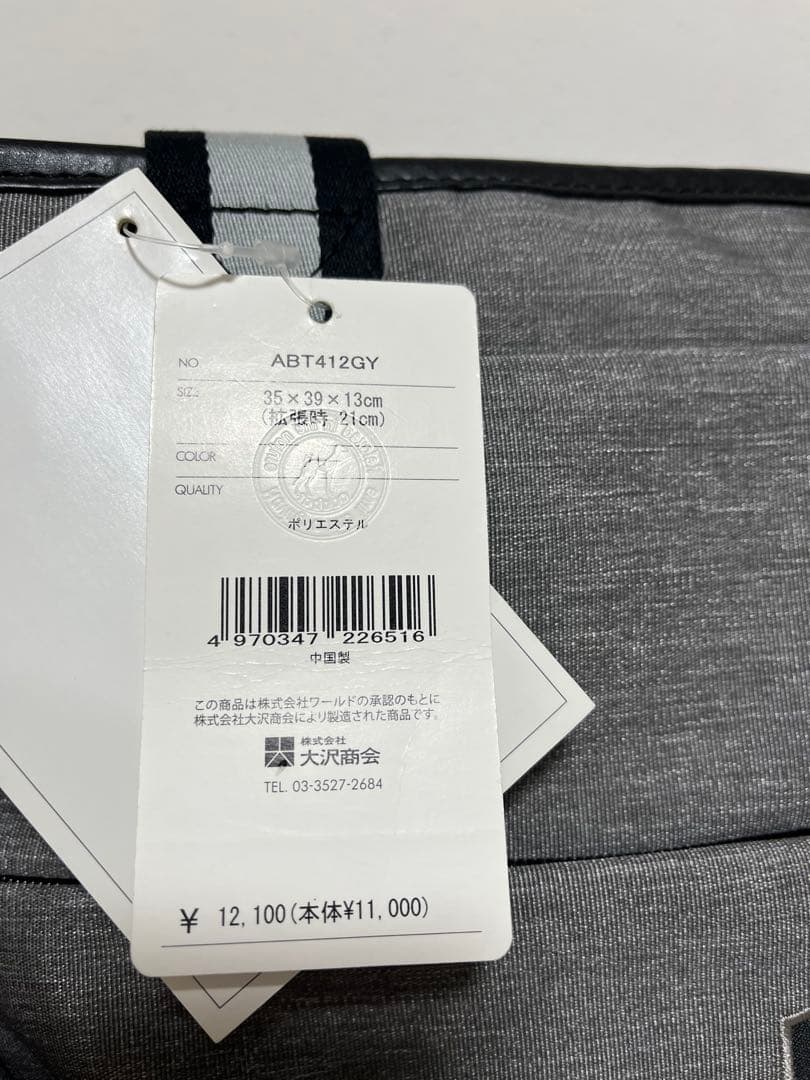 NO ABT412GY
SIZE 35×39×13cm
(拡張時 21cm)
COLOR
QUALITY
ポリエステル
4 970347 226516
中国製
この商品は株式会社ワールドの承認のもとに
株式会社大沢商会により製造された商品です。
株式会社
大沢商会
TEL. 03-3527-2684
¥ 12,100(本体¥11,000)